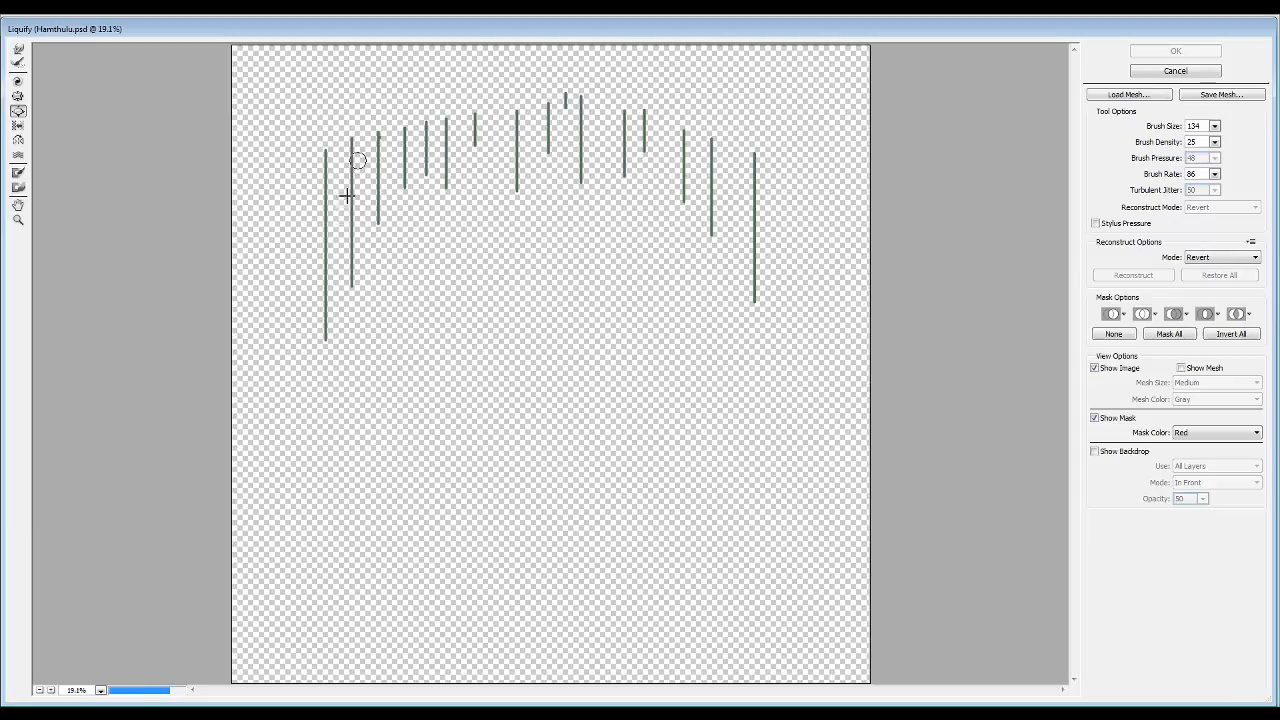 Liquify (Hamthulu.psd @ 19.1%)
OK
Cancel
Load Mesh... Save Mesh...
Tool Options
Brush Size: 134
Brush Density: 25
Brush Pressure: 48
Brush Rate: 86
Turbulent Jitter: 50
Reconstruct Mode: Revert
Stylus Pressure
Reconstruct Options
Mode: Revert
Reconstruct Restore All
Mask Options
None Mask All Invert All
View Options
Show Image Show Mesh
Mesh Size: Medium
Mesh Color: Gray
Show Mask
Mask Color: Red
Show Backdrop
Use: All Layers
Mode: In Front
Opacity: 50
19.1%